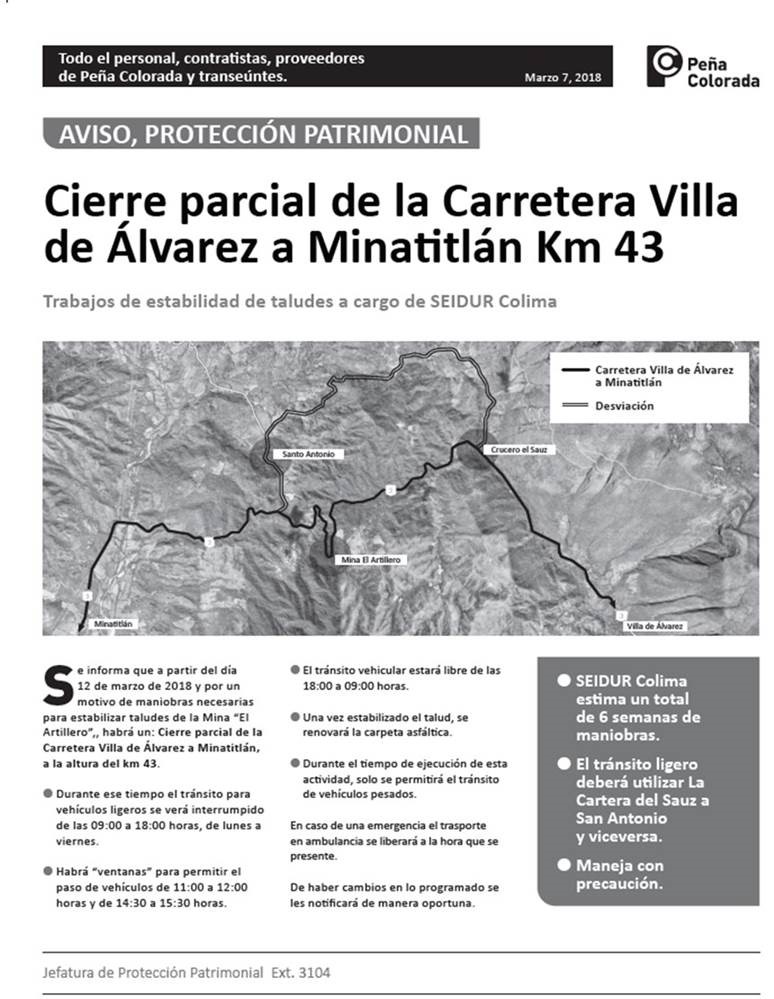 Todo el personal, contratistas, proveedores
de Peña Colorada y transeúntes.
Marzo 7, 2018
Peña
Colorada
AVISO, PROTECCIÓN PATRIMONIAL
Cierre parcial de la Carretera Villa
de Álvarez a Minatitlán Km 43
Trabajos de estabilidad de taludes a cargo de SEIDUR Colima
Carretera Villa de Álvarez
a Minatitlán
Desviación
Santo Antonio
Crucero el Sauz
Mina El Artillero
Minatitlán
Villa de Álvarez
Se informa que a partir del día
12 de marzo de 2018 y por un
motivo de maniobras necesarias
para estabilizar taludes de la Mina “El
Artillero”,, habrá un: Cierre parcial de la
Carretera Villa de Álvarez a Minatitlán,
a la altura del km 43.
● Durante ese tiempo el tránsito para
vehículos ligeros se verá interrumpido
de las 09:00 a 18:00 horas, de lunes a
viernes.
● Habrá “ventanas” para permitir el
paso de vehículos de 11:00 a 12:00
horas y de 14:30 a 15:30 horas.
● El tránsito vehicular estará libre de las
18:00 a 09:00 horas.
● Una vez estabilizado el talud, se
renovará la carpeta asfáltica.
● Durante el tiempo de ejecución de esta
actividad, solo se permitirá el tránsito
de vehículos pesados.
En caso de una emergencia el trasporte
en ambulancia se liberará a la hora que se
presente.
De haber cambios en lo programado se
les notificará de manera oportuna.
● SEIDUR Colima
estima un total
de 6 semanas de
maniobras.
● El tránsito ligero
deberá utilizar La
Cartera del Sauz a
San Antonio
y viceversa.
● Maneja con
precaución.
Jefatura de Protección Patrimonial Ext. 3104